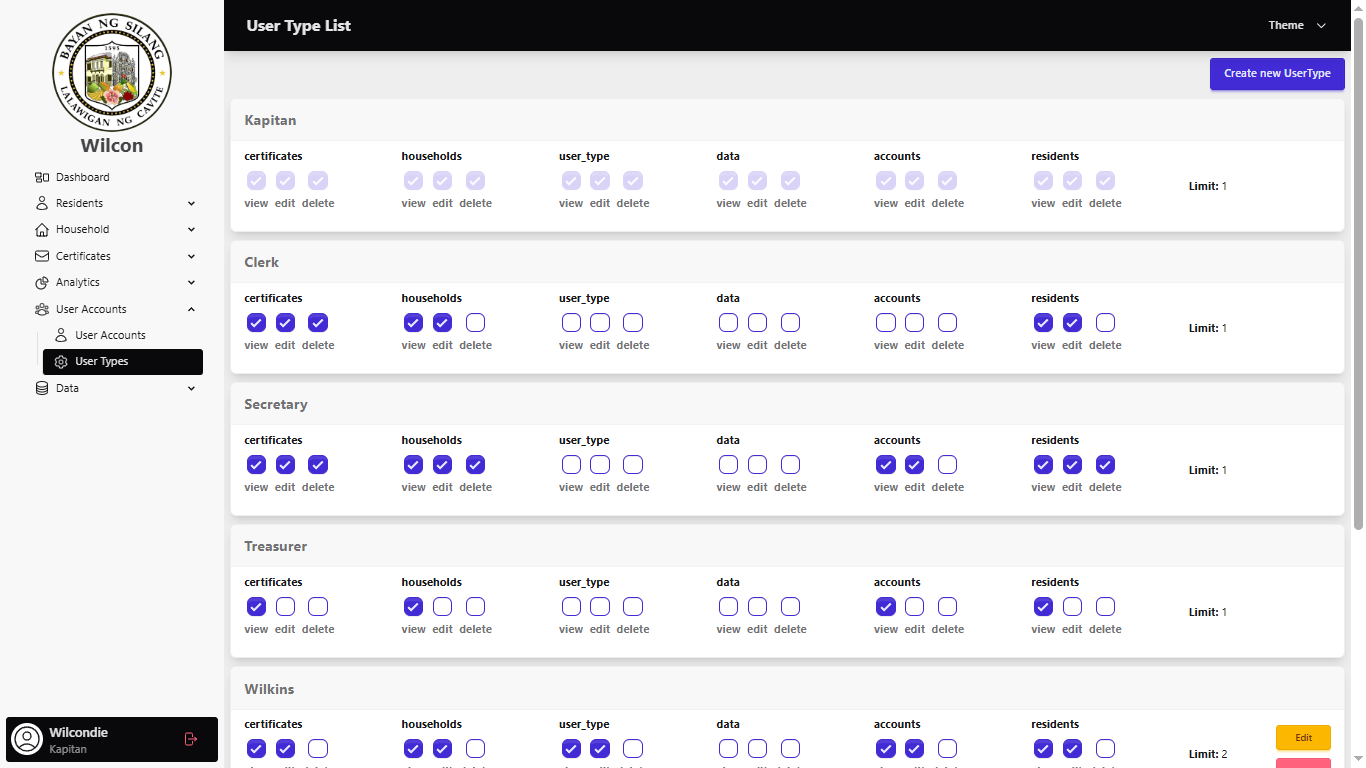 BAYAN NG SILANG
1595
LALAWIGAN NG CAVITE
Wilcon
Dashboard
Residents
Household
Certificates
Analytics
User Accounts
User Accounts
User Types
Data
Wilcondie
Kapitan
User Type List
Theme
Create new UserType
Kapitan
certificates households user_type data accounts residents
Limit: 1
view edit delete view edit delete view edit delete view edit delete view edit delete view edit delete
Clerk
certificates households user_type data accounts residents
Limit: 1
view edit delete view edit delete view edit delete view edit delete view edit delete view edit delete
Secretary
certificates households user_type data accounts residents
Limit: 1
view edit delete view edit delete view edit delete view edit delete view edit delete view edit delete
Treasurer
certificates households user_type data accounts residents
Limit: 1
view edit delete view edit delete view edit delete view edit delete view edit delete view edit delete
Wilkins
certificates households user_type data accounts residents
Edit
Limit: 2